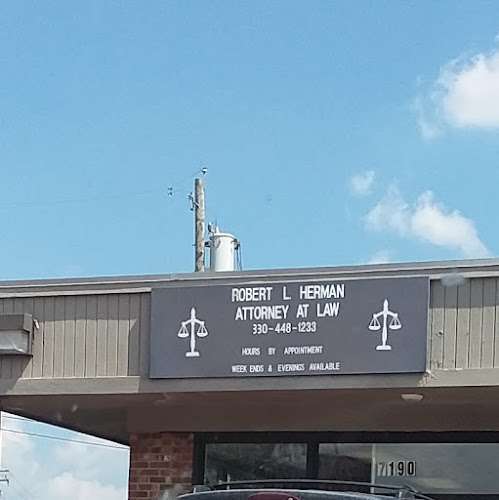 ROBERT L HERMAN
ATTORNEY AT LAW
330-448-1233
HOURS BY APPOINTMENT
WEEK ENDS & EVENINGS AVAILABLE
7190